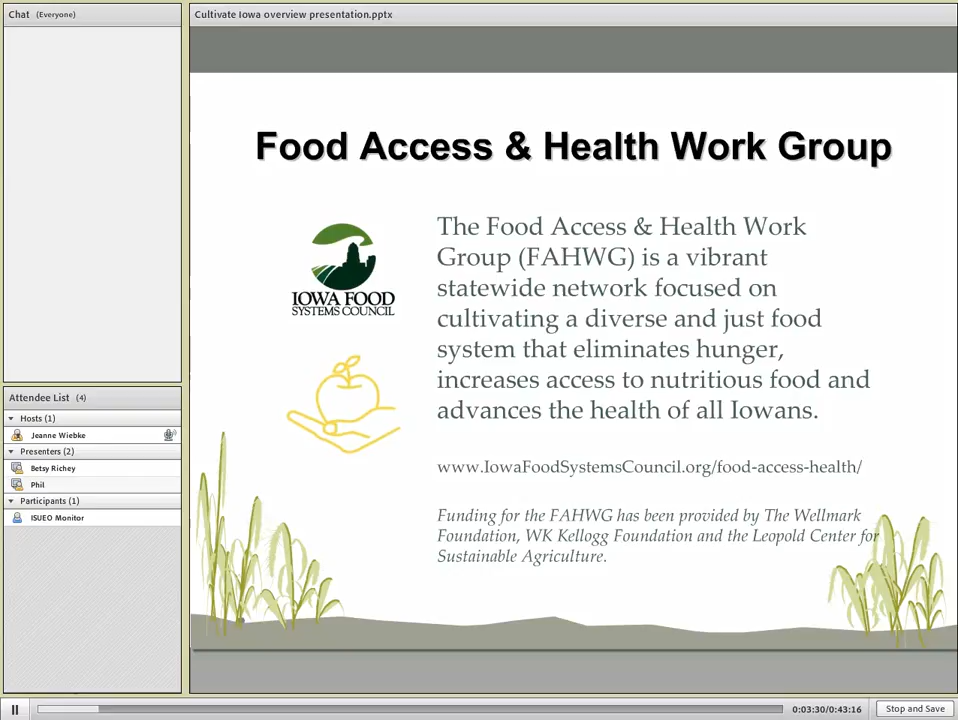 Chat (Everyone)
Cultivate Iowa overview presentation.pptx
Food Access & Health Work Group
IOWA FOOD
SYSTEMS COUNCIL
The Food Access & Health Work
Group (FAHWG) is a vibrant
statewide network focused on
cultivating a diverse and just food
system that eliminates hunger,
increases access to nutritious food and
advances the health of all Iowans.
www.IowaFoodSystemsCouncil.org/food-access-health/
Funding for the FAHWG has been provided by The Wellmark
Foundation, WK Kellogg Foundation and the Leopold Center for
Sustainable Agriculture.
Attendee List (4)
Hosts (1)
Jeanne Wiebke
Presenters (2)
Betsy Richey
Phil
Participants (1)
ISUEO Monitor
0:03:30/0:43:16
Stop and Save